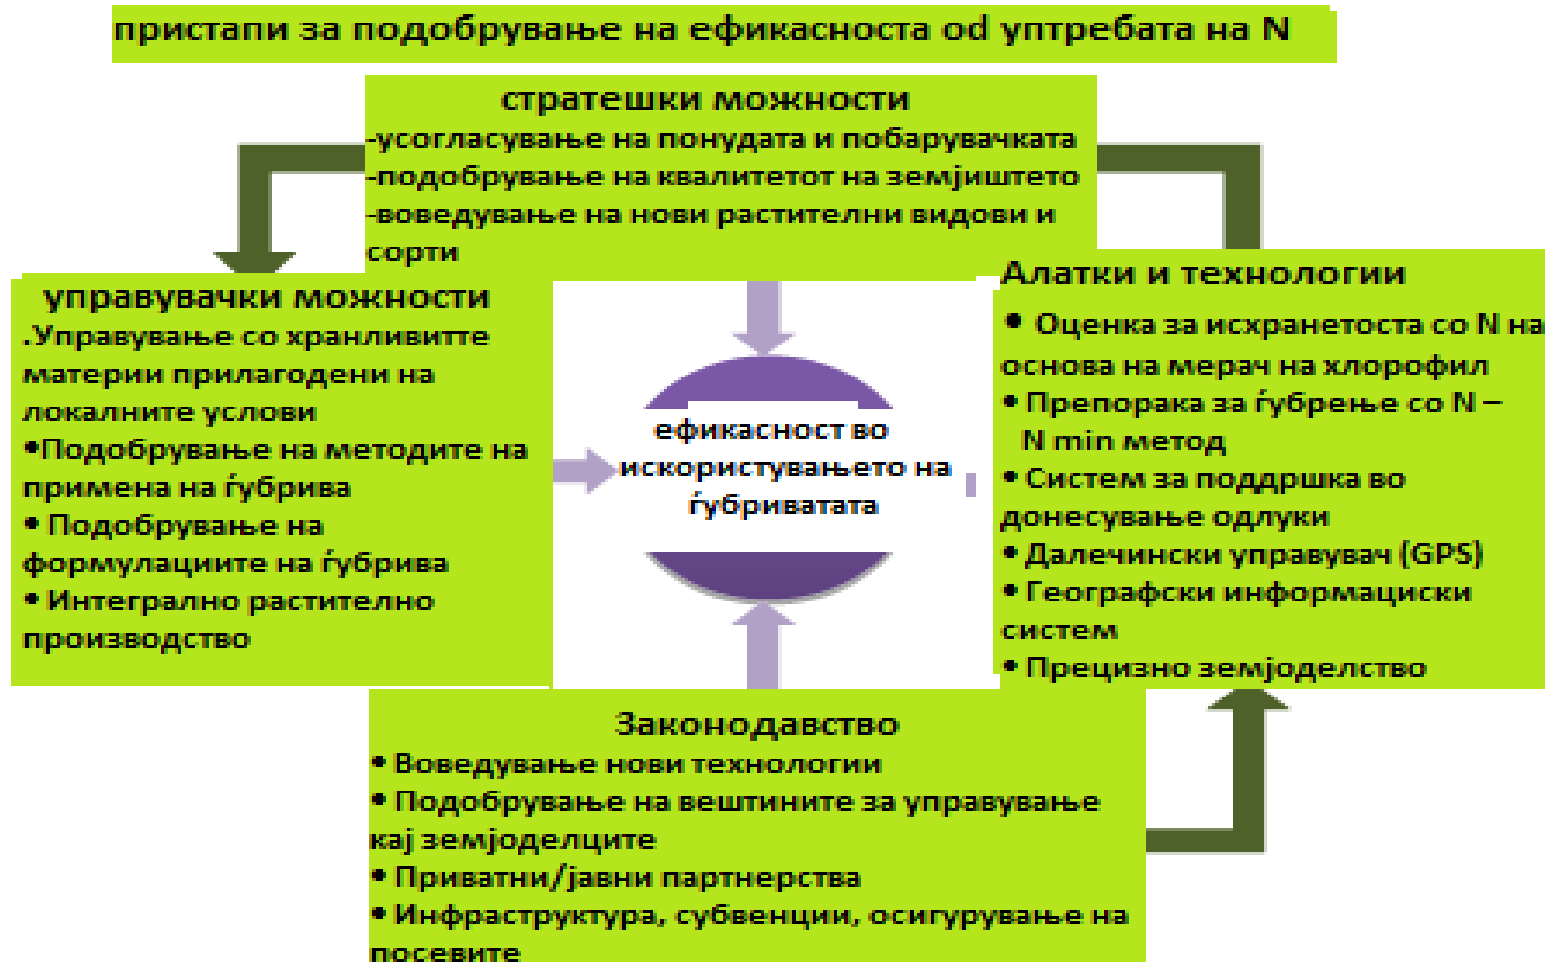 пристапи за подобрување на ефикасноста od уптребата на N
стратешки можности
-усогласување на понудата и побарувачката
-подобрување на квалитетот на земјиштето
-воведување на нови растителни видови и
сорти
управувачки можности
.Управување со хранливитте
материи прилагодени на
локалните услови
•Подобрување на методите на
примена на ѓубрива
• Подобрување на
формулациите на ѓубрива
• Интегрално растително
производство
ефикасност во
искористувањето на
ѓубриватата
Алатки и технологии
• Оценка за исхранетоста со N на
основа на мерач на хлорофил
• Препорака за ѓубрење со N –
N min метод
• Систем за поддршка во
донесување одлуки
• Далечински управувач (GPS)
• Географски информациски
систем
• Прецизно земјоделство
Законодавство
• Воведување нови технологии
• Подобрување на вештините за управување
кај земјоделците
• Приватни/јавни партнерства
• Инфраструктура, субвенции, осигурување на
посевите